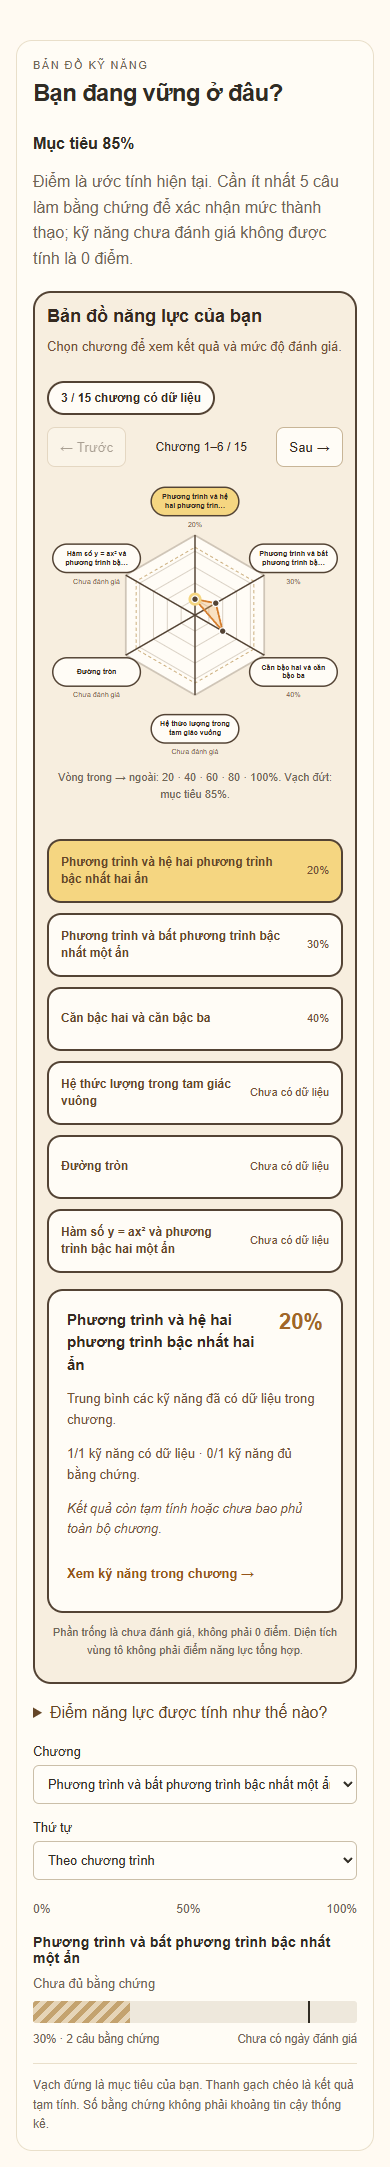 BẢN ĐỒ KỸ NĂNG
Bạn đang vững ở đâu?
Mục tiêu 85%
Điểm là ước tính hiện tại. Cần ít nhất 5 câu
làm bằng chứng để xác nhận mức thành
thạo; kỹ năng chưa đánh giá không được
tính là 0 điểm.
Bản đồ năng lực của bạn
Chọn chương để xem kết quả và mức độ đánh giá.
3 / 15 chương có dữ liệu
← Trước
Chương 1–6 / 15
Sau →
Phương trình và hệ
hai phương trìn…
20%
Hàm số y = ax² và
phương trình bậ…
Chưa đánh giá
Phương trình và bất
phương trình bậ…
30%
Đường tròn
Chưa đánh giá
Căn bậc hai và căn
bậc ba
40%
Hệ thức lượng trong
tam giác vuông
Chưa đánh giá
Vòng trong → ngoài: 20 · 40 · 60 · 80 · 100%. Vạch đứt:
mục tiêu 85%.
Phương trình và hệ hai phương trình
bậc nhất hai ẩn
20%
Phương trình và bất phương trình bậc
nhất một ẩn
30%
Căn bậc hai và căn bậc ba
40%
Hệ thức lượng trong tam giác
vuông
Chưa có dữ liệu
Đường tròn
Chưa có dữ liệu
Hàm số y = ax² và phương
trình bậc hai một ẩn
Chưa có dữ liệu
Phương trình và hệ hai
phương trình bậc nhất hai
ẩn
20%
Trung bình các kỹ năng đã có dữ liệu trong
chương.
1/1 kỹ năng có dữ liệu · 0/1 kỹ năng đủ
bằng chứng.
Kết quả còn tạm tính hoặc chưa bao phủ
toàn bộ chương.
Xem kỹ năng trong chương →
Phần trống là chưa đánh giá, không phải 0 điểm. Diện tích
vùng tô không phải điểm năng lực tổng hợp.
▶ Điểm năng lực được tính như thế nào?
Chương
Phương trình và bất phương trình bậc nhất một ẩ
Thứ tự
Theo chương trình
0%
50%
100%
Phương trình và bất phương trình bậc nhất
một ẩn
Chưa đủ bằng chứng
30% · 2 câu bằng chứng
Chưa có ngày đánh giá
Vạch đứng là mục tiêu của bạn. Thanh gạch chéo là kết quả
tạm tính. Số bằng chứng không phải khoảng tin cậy thống
kê.